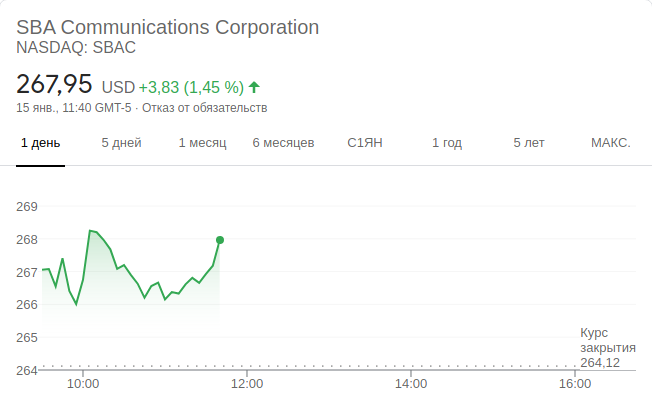 SBA Communications Corporation
NASDAQ: SBAC
267,95 USD +3,83 (1,45 %)
15 янв., 11:40 GMT-5 · Отказ от обязательств
1 день 5 дней 1 месяц 6 месяцев С1ЯН 1 год 5 лет МАКС.
269
268
267
266
265
Курс
закрытия
264,12
264
10:00 12:00 14:00 16:00